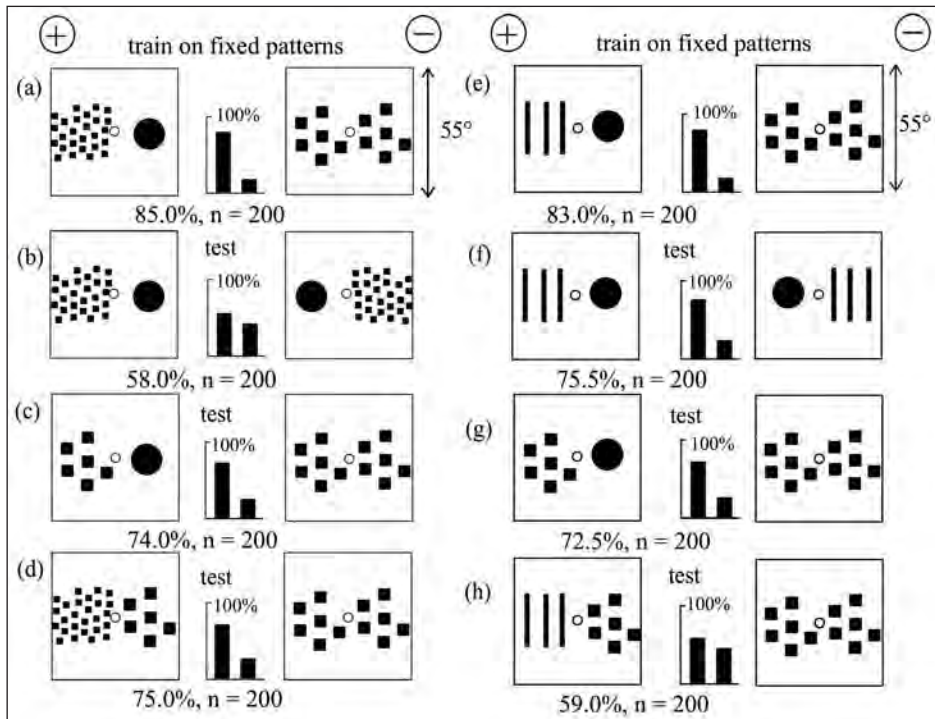 + −
train on fixed patterns
(a) 100% 55°
85.0%, n = 200
(b) test
100%
58.0%, n = 200
(c) test
100%
74.0%, n = 200
(d) test
100%
75.0%, n = 200
+ −
train on fixed patterns
(e) 100% 55°
83.0%, n = 200
(f) test
100%
75.5%, n = 200
(g) test
100%
72.5%, n = 200
(h) test
100%
59.0%, n = 200